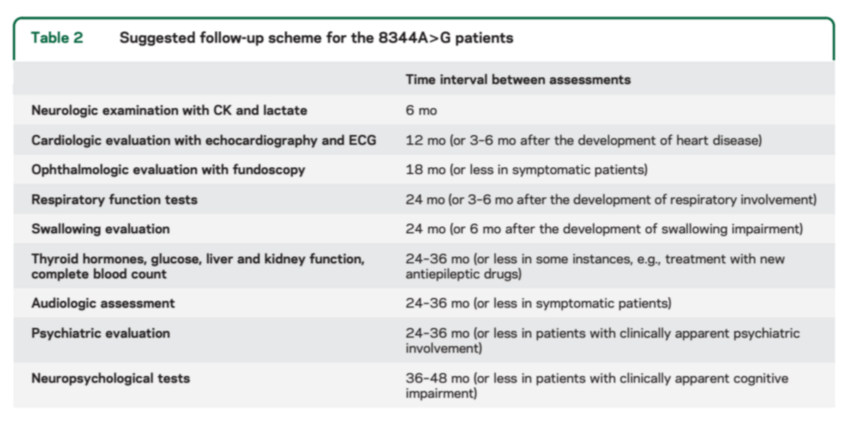 Table 2 Suggested follow-up scheme for the 8344A>G patients
Time interval between assessments
Neurologic examination with CK and lactate 6 mo
Cardiologic evaluation with echocardiography and ECG 12 mo (or 3–6 mo after the development of heart disease)
Ophthalmologic evaluation with fundoscopy 18 mo (or less in symptomatic patients)
Respiratory function tests 24 mo (or 3–6 mo after the development of respiratory involvement)
Swallowing evaluation 24 mo (or 6 mo after the development of swallowing impairment)
Thyroid hormones, glucose, liver and kidney function, 24–36 mo (or less in some instances, e.g., treatment with new
complete blood count antiepileptic drugs)
Audiologic assessment 24–36 mo (or less in symptomatic patients)
Psychiatric evaluation 24–36 mo (or less in patients with clinically apparent psychiatric
involvement)
Neuropsychological tests 36–48 mo (or less in patients with clinically apparent cognitive
impairment)